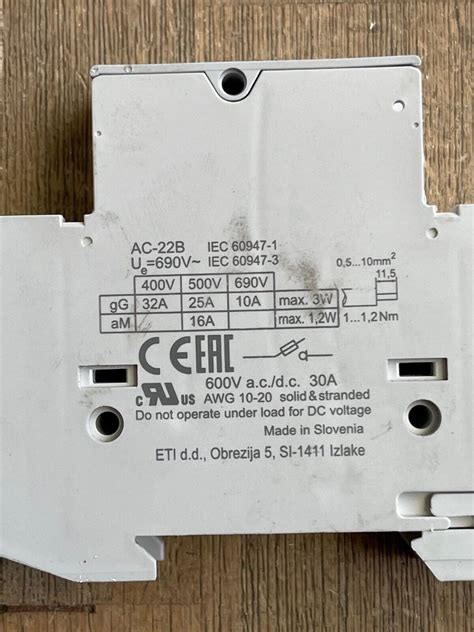 AC-22B IEC 60947-1
Ue=690V~ IEC 60947-3
0,5...10mm²
11,5
400V 500V 690V
gG 32A 25A 10A max. 3W
aM 16A max. 1,2W 1...1,2Nm
CE EAC
600V a.c./d.c. 30A
c RU us AWG 10-20 solid & stranded
Do not operate under load for DC voltage
Made in Slovenia
ETI d.d., Obrezija 5, SI-1411 Izlake